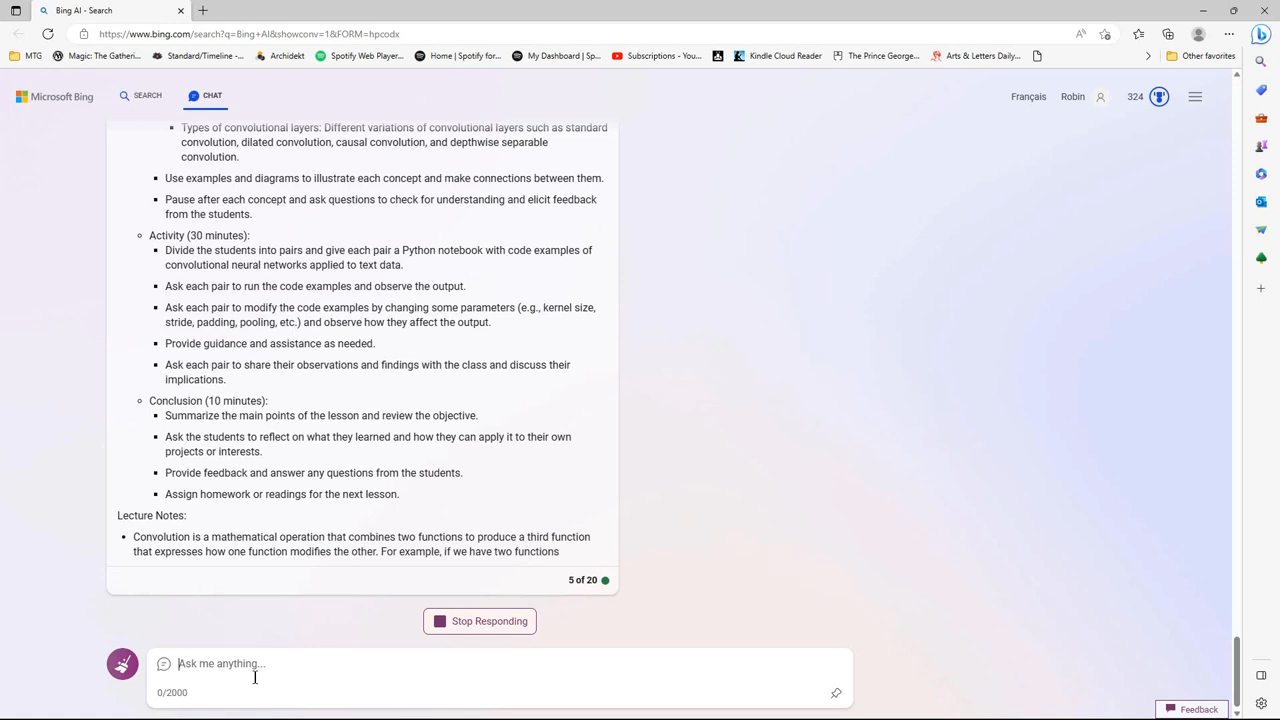 Bing AI - Search
https://www.bing.com/search?q=Bing+AI&showconv=1&FORM=hpcodx
MTG
Magic: The Gatheri...
Standard/Timeline -...
Archidekt
Spotify Web Player...
Home | Spotify for...
My Dashboard | Sp...
Subscriptions - You...
Kindle Cloud Reader
The Prince George...
Arts & Letters Daily...
Other favorites
Microsoft Bing
SEARCH
CHAT
Français
Robin
324
Types of convolutional layers: Different variations of convolutional layers such as standard
convolution, dilated convolution, causal convolution, and depthwise separable
convolution.
Use examples and diagrams to illustrate each concept and make connections between them.
Pause after each concept and ask questions to check for understanding and elicit feedback
from the students.
Activity (30 minutes):
Divide the students into pairs and give each pair a Python notebook with code examples of
convolutional neural networks applied to text data.
Ask each pair to run the code examples and observe the output.
Ask each pair to modify the code examples by changing some parameters (e.g., kernel size,
stride, padding, pooling, etc.) and observe how they affect the output.
Provide guidance and assistance as needed.
Ask each pair to share their observations and findings with the class and discuss their
implications.
Conclusion (10 minutes):
Summarize the main points of the lesson and review the objective.
Ask the students to reflect on what they learned and how they can apply it to their own
projects or interests.
Provide feedback and answer any questions from the students.
Assign homework or readings for the next lesson.
Lecture Notes:
Convolution is a mathematical operation that combines two functions to produce a third function
that expresses how one function modifies the other. For example, if we have two functions
5 of 20
Stop Responding
Ask me anything...
0/2000
Feedback